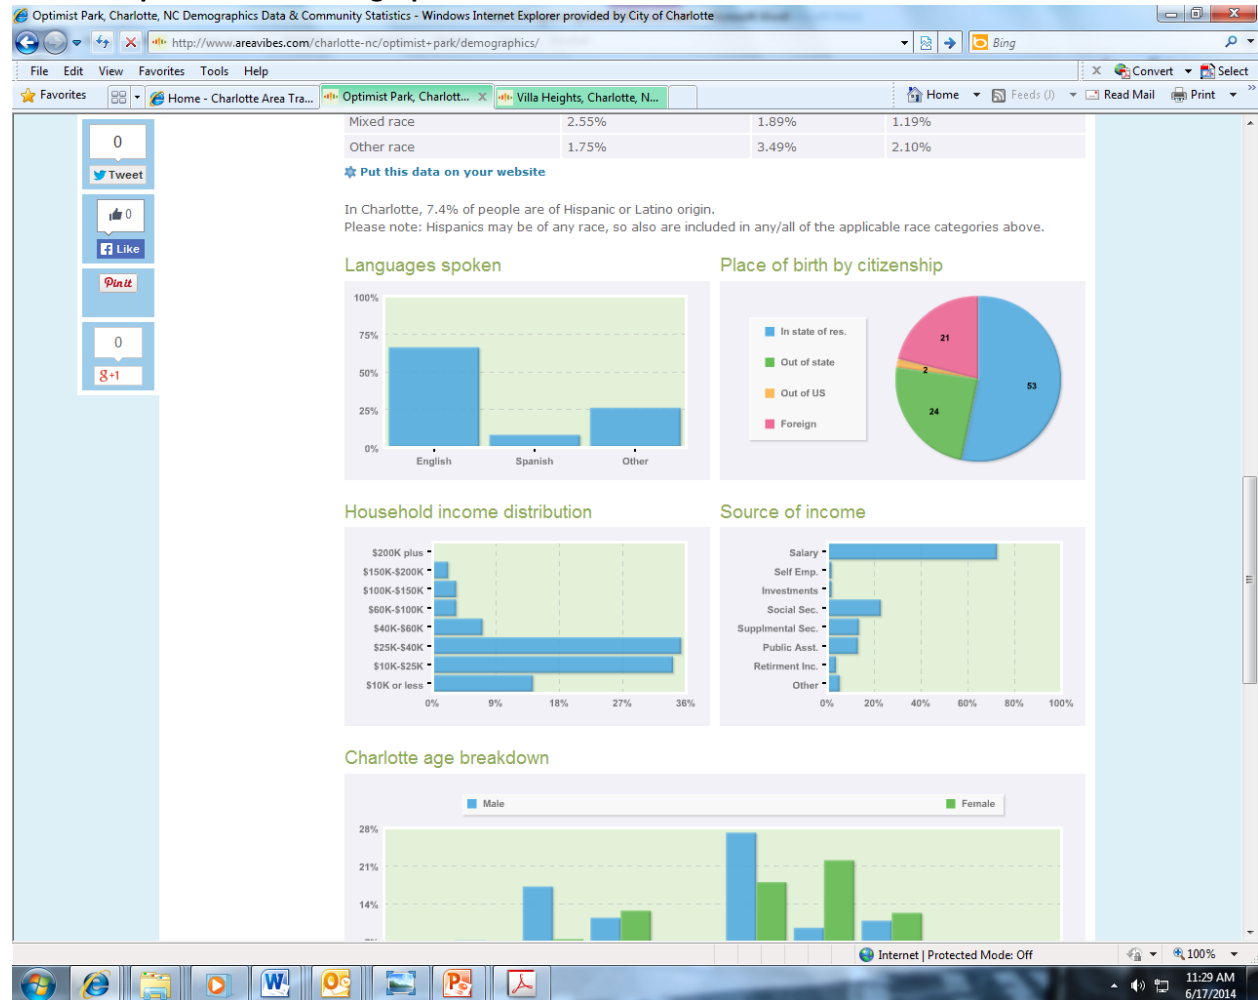 Optimist Park, Charlotte, NC Demographics Data & Community Statistics - Windows Internet Explorer provided by City of Charlotte
http://www.areavibes.com/charlotte-nc/optimist+park/demographics/
Bing
File Edit View Favorites Tools Help
x Convert Select
Favorites Home - Charlotte Area Tra... Optimist Park, Charlott... X Villa Heights, Charlotte, N... Home Feeds (J) Read Mail Print »
Mixed race 2.55% 1.89% 1.19%
Other race 1.75% 3.49% 2.10%
Put this data on your website
0
Tweet
0
Like
Pin it
0
g+1
In Charlotte, 7.4% of people are of Hispanic or Latino origin.
Please note: Hispanics may be of any race, so also are included in any/all of the applicable race categories above.
Languages spoken
100%
75%
50%
25%
0%
English Spanish Other
Place of birth by citizenship
In state of res.
Out of state
Out of US
Foreign
21
2
53
24
Household income distribution
$200K plus
$150K-$200K
$100K-$150K
$60K-$100K
$40K-$60K
$25K-$40K
$10K-$25K
$10K or less
0% 9% 18% 27% 36%
Source of income
Salary
Self Emp.
Investments
Social Sec.
Supplmental Sec.
Public Asst.
Retirment Inc.
Other
0% 20% 40% 60% 80% 100%
Charlotte age breakdown
Male Female
28%
21%
14%
Internet | Protected Mode: Off 100%
11:29 AM
6/17/2014